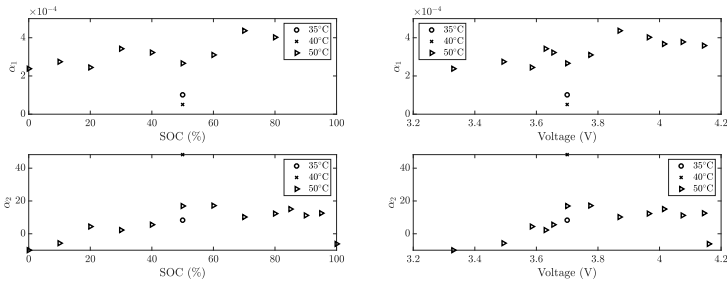 ×10⁻⁴
4
2
0
α₁
0 20 40 60 80 100
SOC (%)
35°C
40°C
50°C
×10⁻⁴
4
2
0
α₁
3.2 3.4 3.6 3.8 4 4.2
Voltage (V)
35°C
40°C
50°C
40
20
0
α₂
0 20 40 60 80 100
SOC (%)
35°C
40°C
50°C
40
20
0
α₂
3.2 3.4 3.6 3.8 4 4.2
Voltage (V)
35°C
40°C
50°C